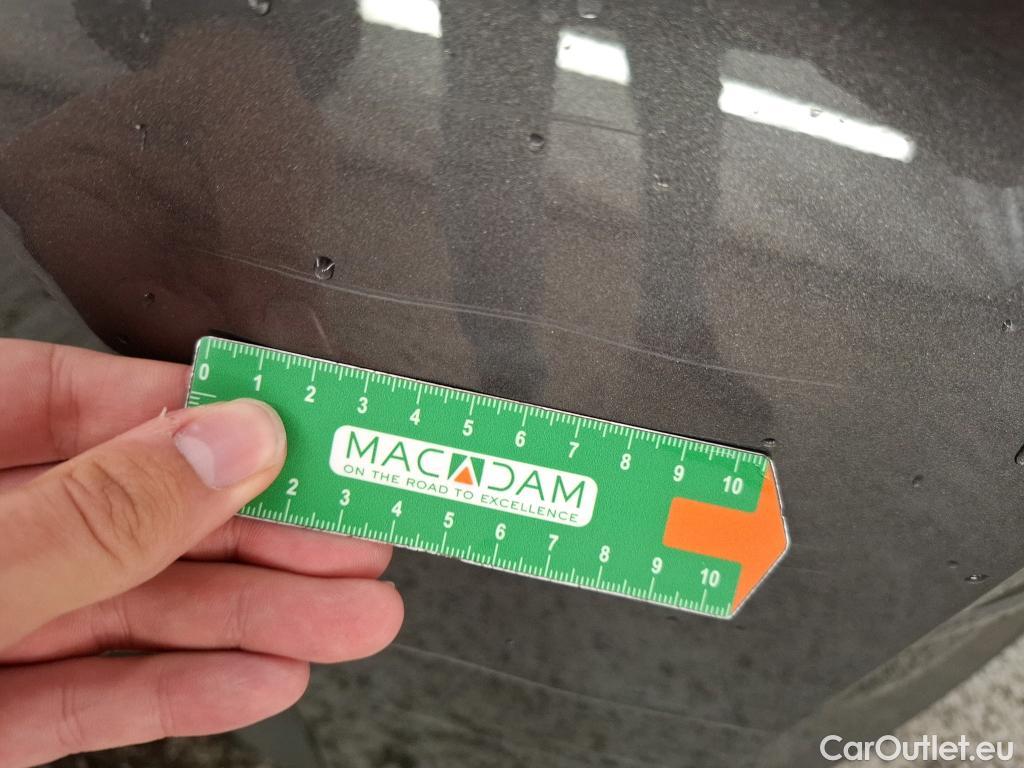 0 1 2 3 4 5 6 7 8 9 10
MACADAM
ON THE ROAD TO EXCELLENCE
2 3 4 5 6 7 8 9 10
CarOutlet.eu